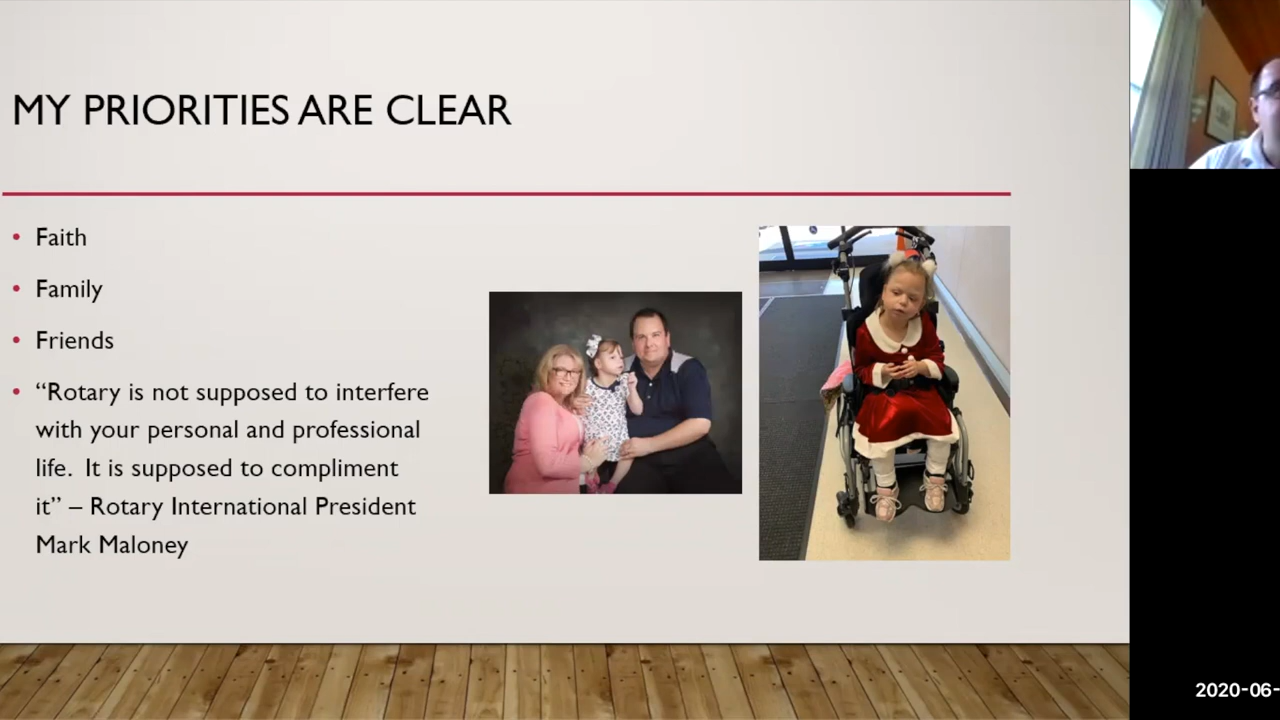 MY PRIORITIES ARE CLEAR
• Faith
• Family
• Friends
• “Rotary is not supposed to interfere
with your personal and professional
life. It is supposed to compliment
it” – Rotary International President
Mark Maloney
2020-06-